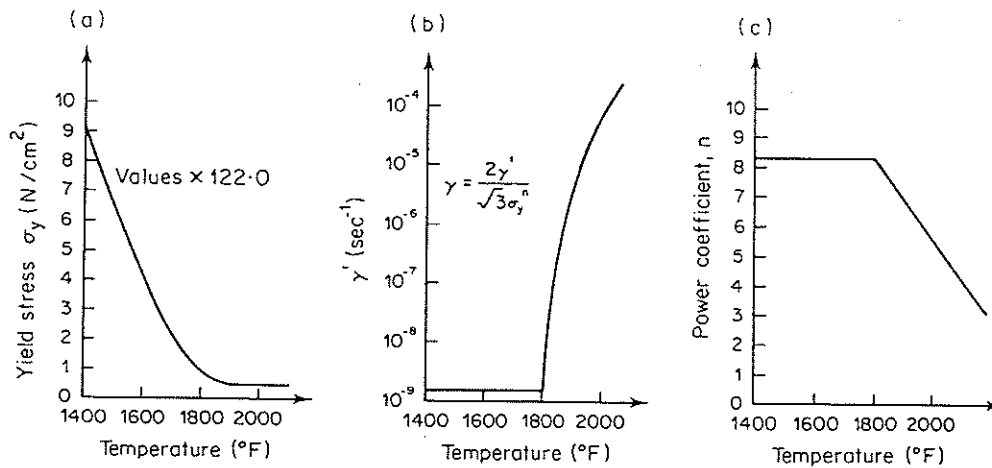 (a)
Yield stress σy (N/cm²)
10
9
8
7
6
5
4
3
2
1
0
Values × 122·0
1400 1600 1800 2000
Temperature (°F)
(b)
γ' (sec⁻¹)
10⁻⁴
10⁻⁵
10⁻⁶
10⁻⁷
10⁻⁸
10⁻⁹
γ = 2γ' / √3σyⁿ
1400 1600 1800 2000
Temperature (°F)
(c)
Power coefficient, n
10
9
8
7
6
5
4
3
2
1
0
1400 1600 1800 2000
Temperature (°F)